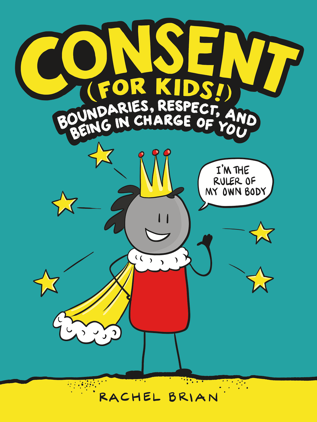 CONSENT
(FOR KIDS!)
BOUNDARIES, RESPECT, AND
BEING IN CHARGE OF YOU
I'M THE
RULER OF
MY OWN BODY
RACHEL BRIAN